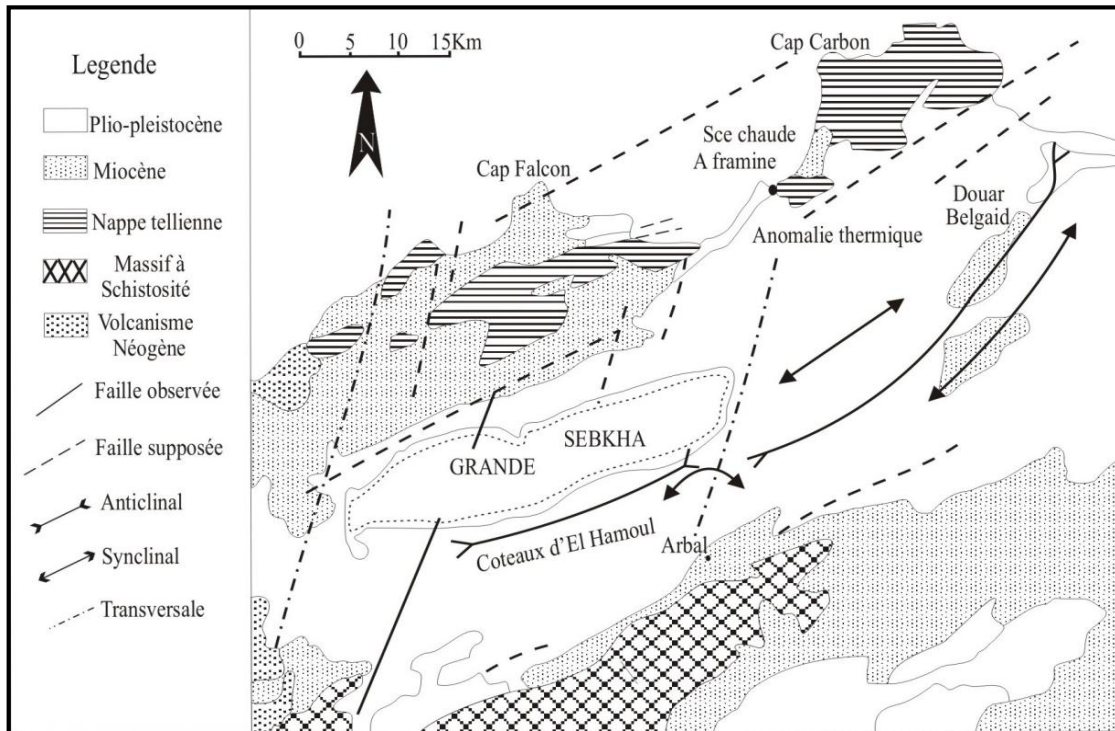 Legende
Plio-pleistocène
Miocène
Nappe tellienne
Massif à
Schistosité
Volcanisme
Néogène
Faille observée
Faille supposée
Anticlinal
Synclinal
Transversale
0 5 10 15Km
N
Cap Carbon
Sce chaude
A framine
Cap Falcon
Douar
Belgaid
Anomalie thermique
SEBKHA
GRANDE
Coteaux d'El Hamoul
Arbal